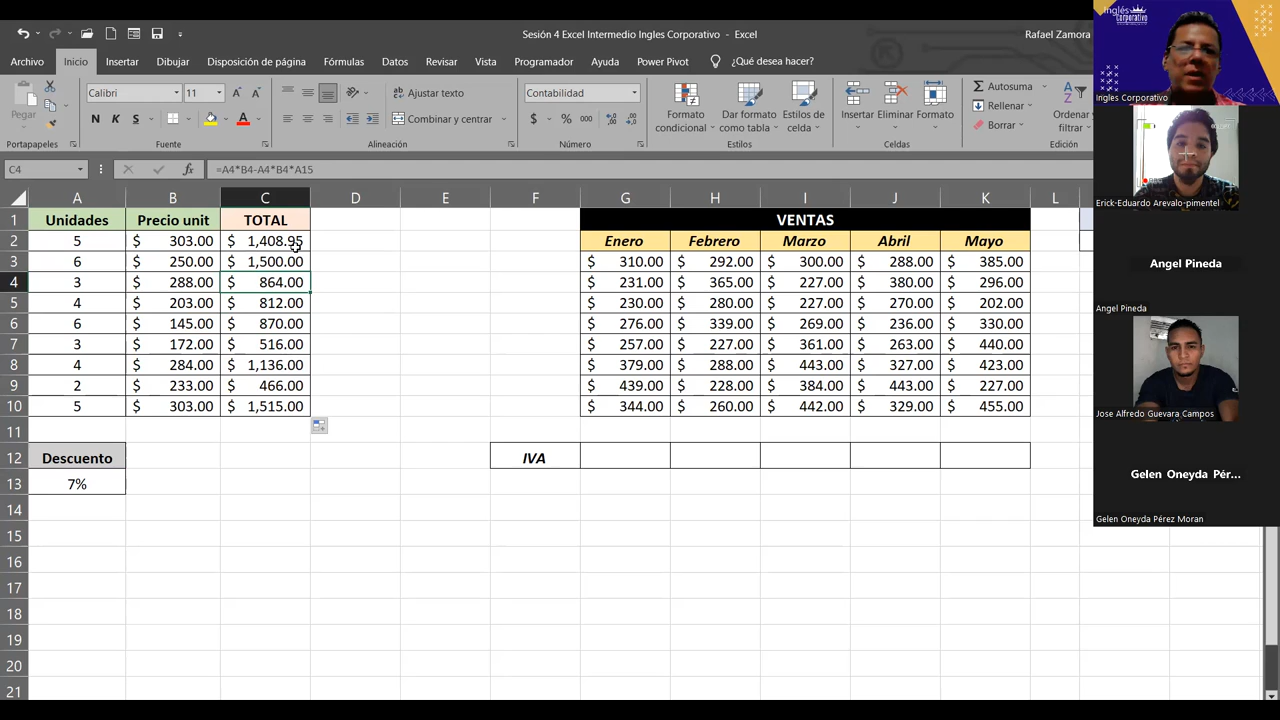 Sesión 4 Excel Intermedio Ingles Corporativo - Excel
Rafael Zamora
Archivo Inicio Insertar Dibujar Disposición de página Fórmulas Datos Revisar Vista Programador Ayuda Power Pivot ¿Qué desea hacer?
Pegar
Calibri 11
N K S
Ajustar texto
Combinar y centrar
Contabilidad
$ % 000
Formato condicional
Dar formato como tabla
Estilos de celda
Insertar Eliminar Formato
Autosuma
Rellenar
Borrar
Ordenar y filtrar
Portapapeles Fuente Alineación Número Estilos Celdas Edición
C4 fx =A4*B4-A4*B4*A15
A B C D E F G H I J K L
1 Unidades Precio unit TOTAL VENTAS
2 5 $ 303.00 $ 1,408.95 Enero Febrero Marzo Abril Mayo
3 6 $ 250.00 $ 1,500.00 $ 310.00 $ 292.00 $ 300.00 $ 288.00 $ 385.00
4 3 $ 288.00 $ 864.00 $ 231.00 $ 365.00 $ 227.00 $ 380.00 $ 296.00
5 4 $ 203.00 $ 812.00 $ 230.00 $ 280.00 $ 227.00 $ 270.00 $ 202.00
6 6 $ 145.00 $ 870.00 $ 276.00 $ 339.00 $ 269.00 $ 236.00 $ 330.00
7 3 $ 172.00 $ 516.00 $ 257.00 $ 227.00 $ 361.00 $ 263.00 $ 440.00
8 4 $ 284.00 $ 1,136.00 $ 379.00 $ 288.00 $ 443.00 $ 327.00 $ 423.00
9 2 $ 233.00 $ 466.00 $ 439.00 $ 228.00 $ 384.00 $ 443.00 $ 227.00
10 5 $ 303.00 $ 1,515.00 $ 344.00 $ 260.00 $ 442.00 $ 329.00 $ 455.00
11
12 Descuento IVA
13 7%
14
15
16
17
18
19
20
21
Inglés Corporativo
Ingles Corporativo
Erick-Eduardo Arevalo-pimentel
Angel Pineda
Angel Pineda
Jose Alfredo Guevara Campos
Gelen Oneyda Pér...
Gelen Oneyda Pérez Moran